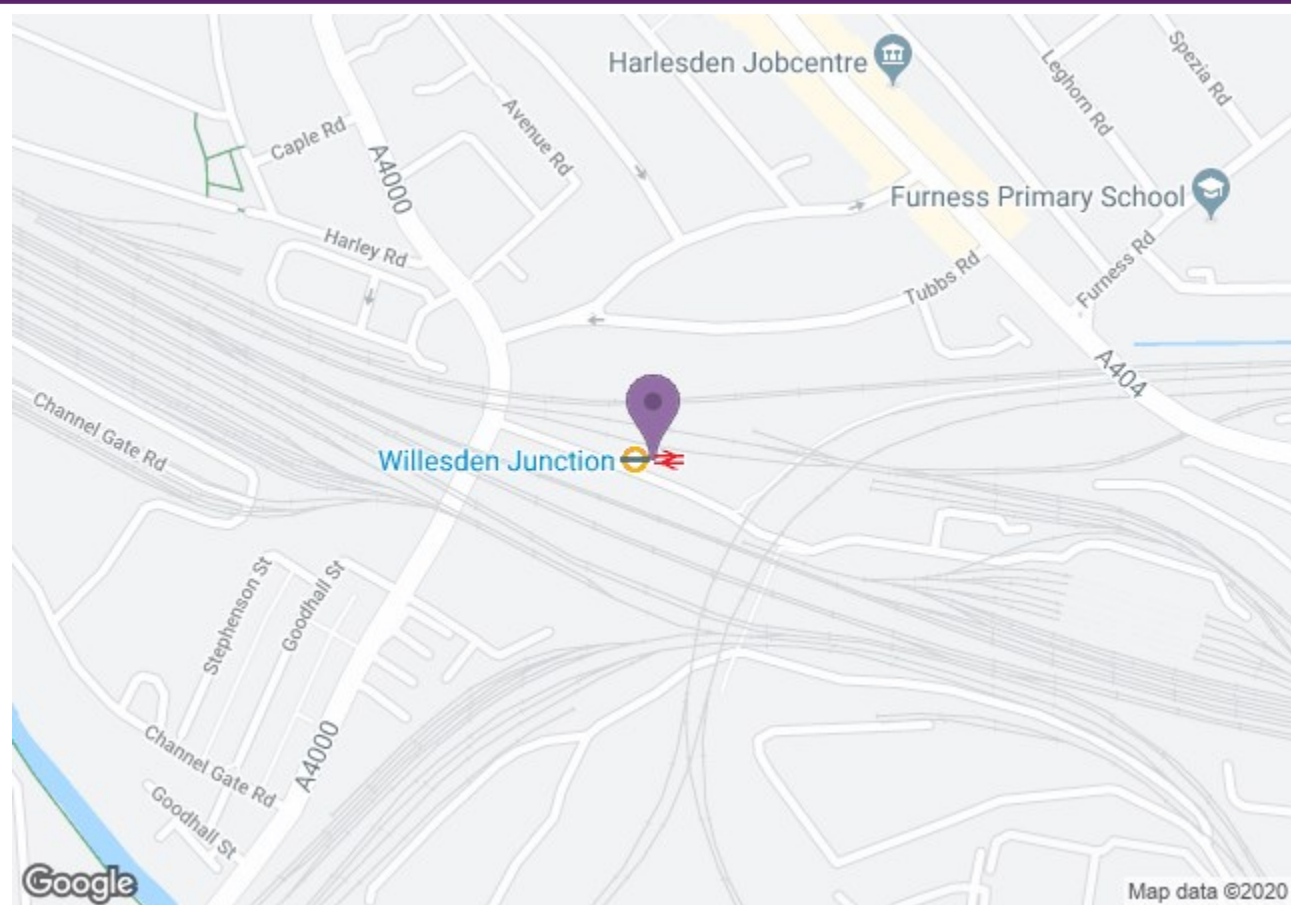 Harlesden Jobcentre
Leghorn Rd
Spezia Rd
Avenue Rd
Caple Rd
A4000
Furness Primary School
Harley Rd
Furness Rd
Tubbs Rd
A404
Channel Gate Rd
Willesden Junction
Stephenson St
Goodhall St
A4000
Channel Gate Rd
Goodhall St
Google
Map data ©2020